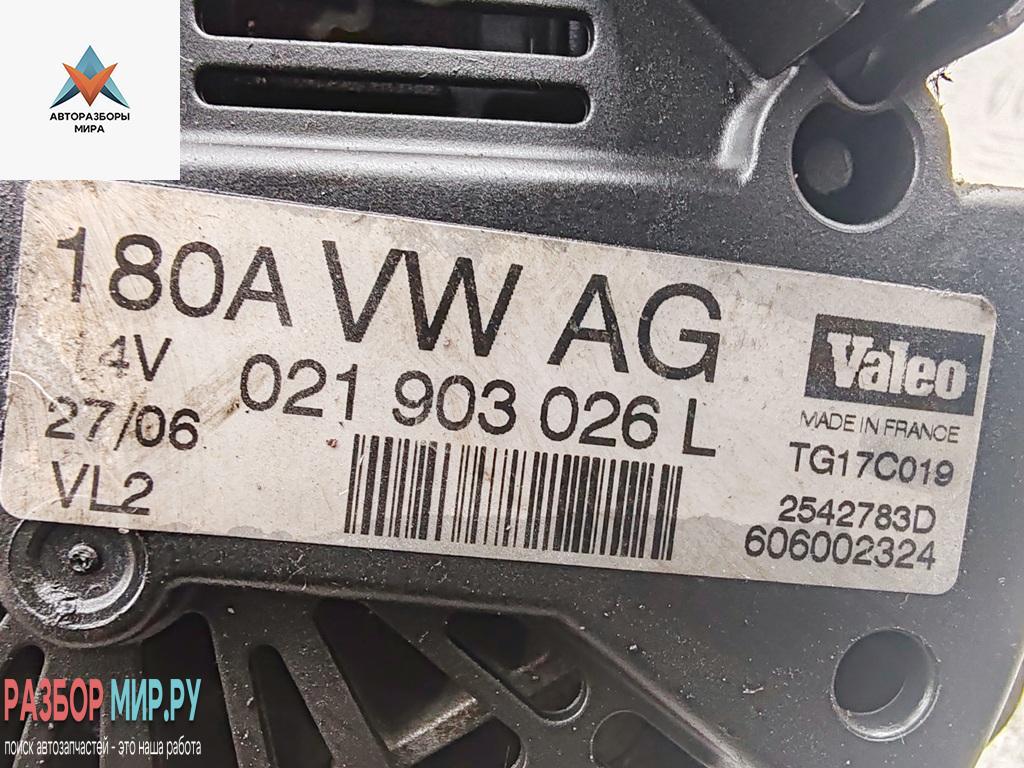 АВТОРАЗБОРЫ
МИРА
180A VW AG
14V
021 903 026 L
27/06
VL2
Valeo
MADE IN FRANCE
TG17C019
2542783D
606002324
РАЗБОР МИР.РУ
поиск автозапчастей - это наша работа